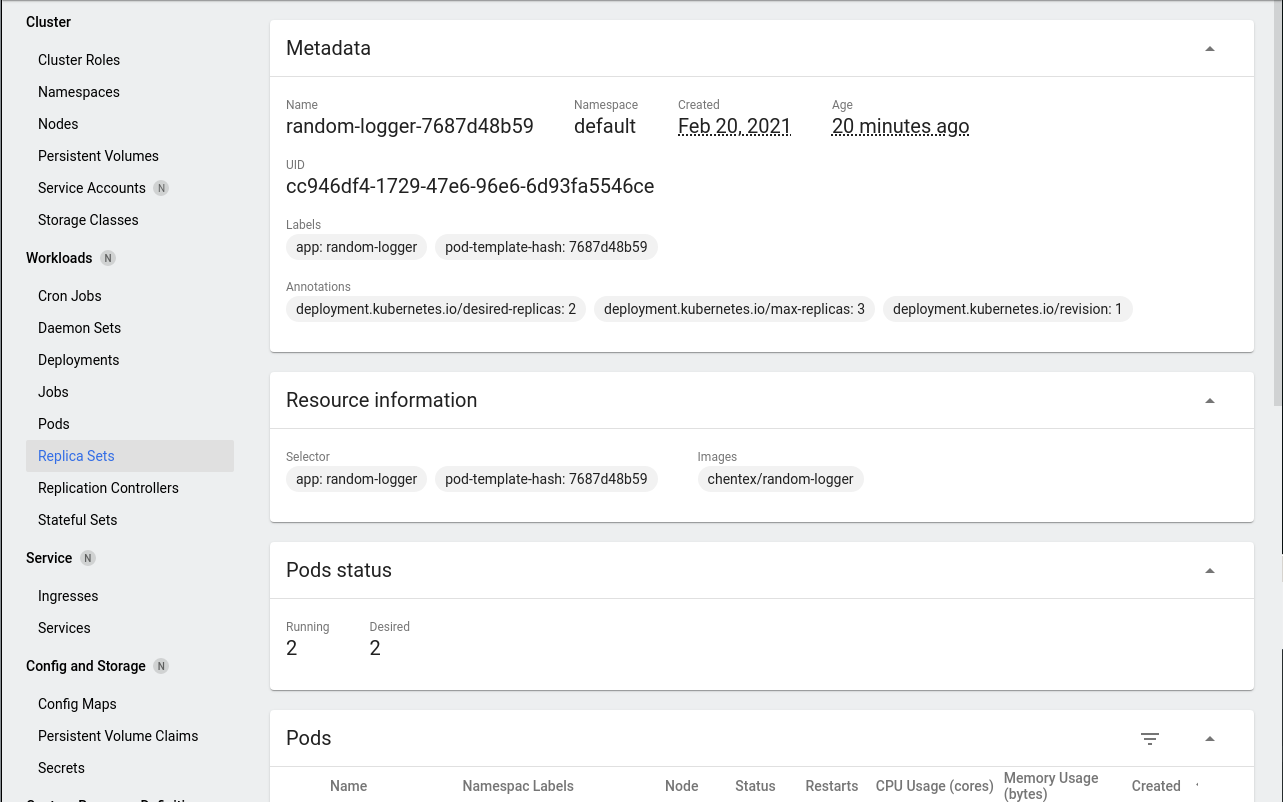 Cluster
Cluster Roles
Namespaces
Nodes
Persistent Volumes
Service Accounts N
Storage Classes
Workloads N
Cron Jobs
Daemon Sets
Deployments
Jobs
Pods
Replica Sets
Replication Controllers
Stateful Sets
Service N
Ingresses
Services
Config and Storage N
Config Maps
Persistent Volume Claims
Secrets
Metadata
Name Namespace Created Age
random-logger-7687d48b59 default Feb 20, 2021 20 minutes ago
UID
cc946df4-1729-47e6-96e6-6d93fa5546ce
Labels
app: random-logger pod-template-hash: 7687d48b59
Annotations
deployment.kubernetes.io/desired-replicas: 2 deployment.kubernetes.io/max-replicas: 3 deployment.kubernetes.io/revision: 1
Resource information
Selector Images
app: random-logger pod-template-hash: 7687d48b59 chentex/random-logger
Pods status
Running Desired
2 2
Pods
Name Namespac Labels Node Status Restarts CPU Usage (cores) Memory Usage (bytes) Created